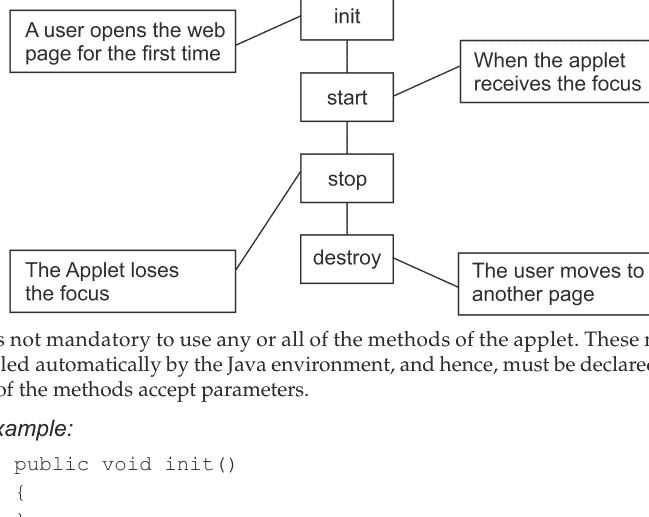 init
A user opens the web
page for the first time
When the applet
receives the focus
start
stop
destroy
The Applet loses
the focus
The user moves to
another page
s not mandatory to use any or all of the methods of the applet. These
led automatically by the Java environment, and hence, must be declared
of the methods accept parameters.
xample:
public void init()
{